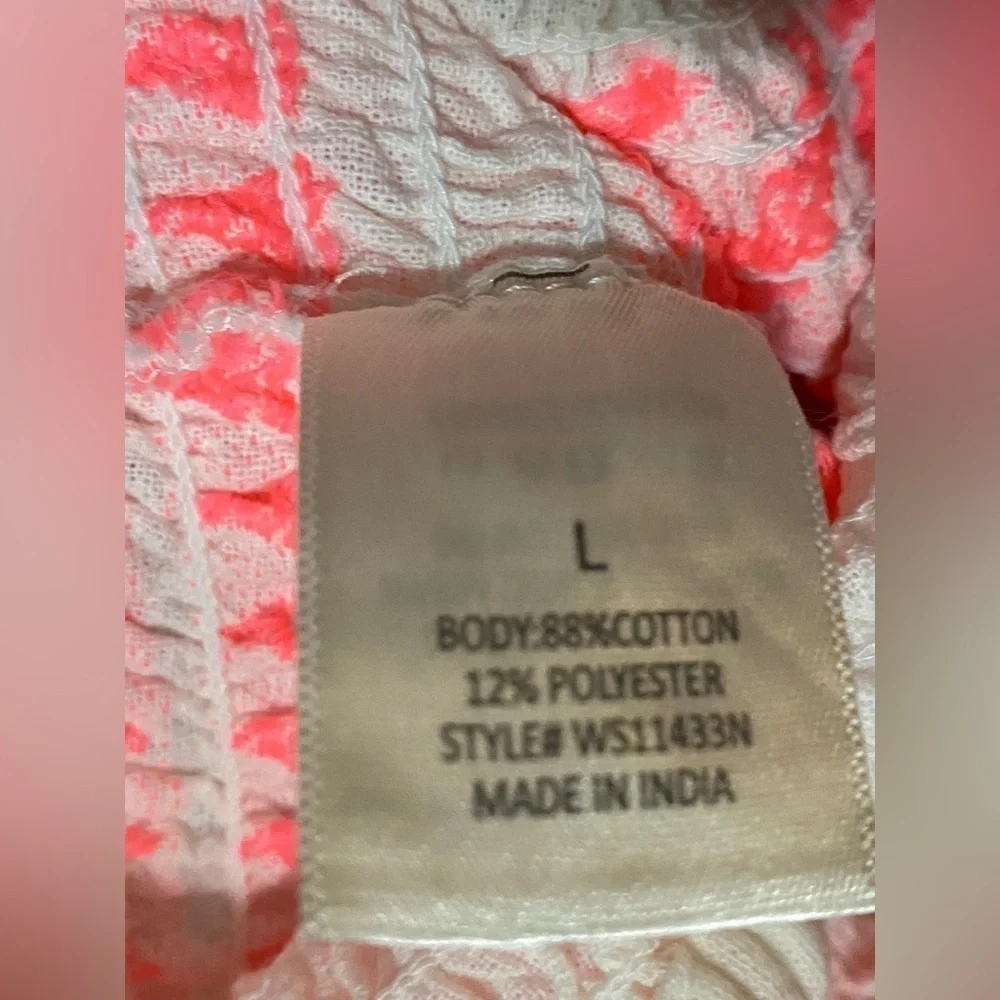 L
BODY:88%COTTON
12% POLYESTER
STYLE# WS11433N
MADE IN INDIA